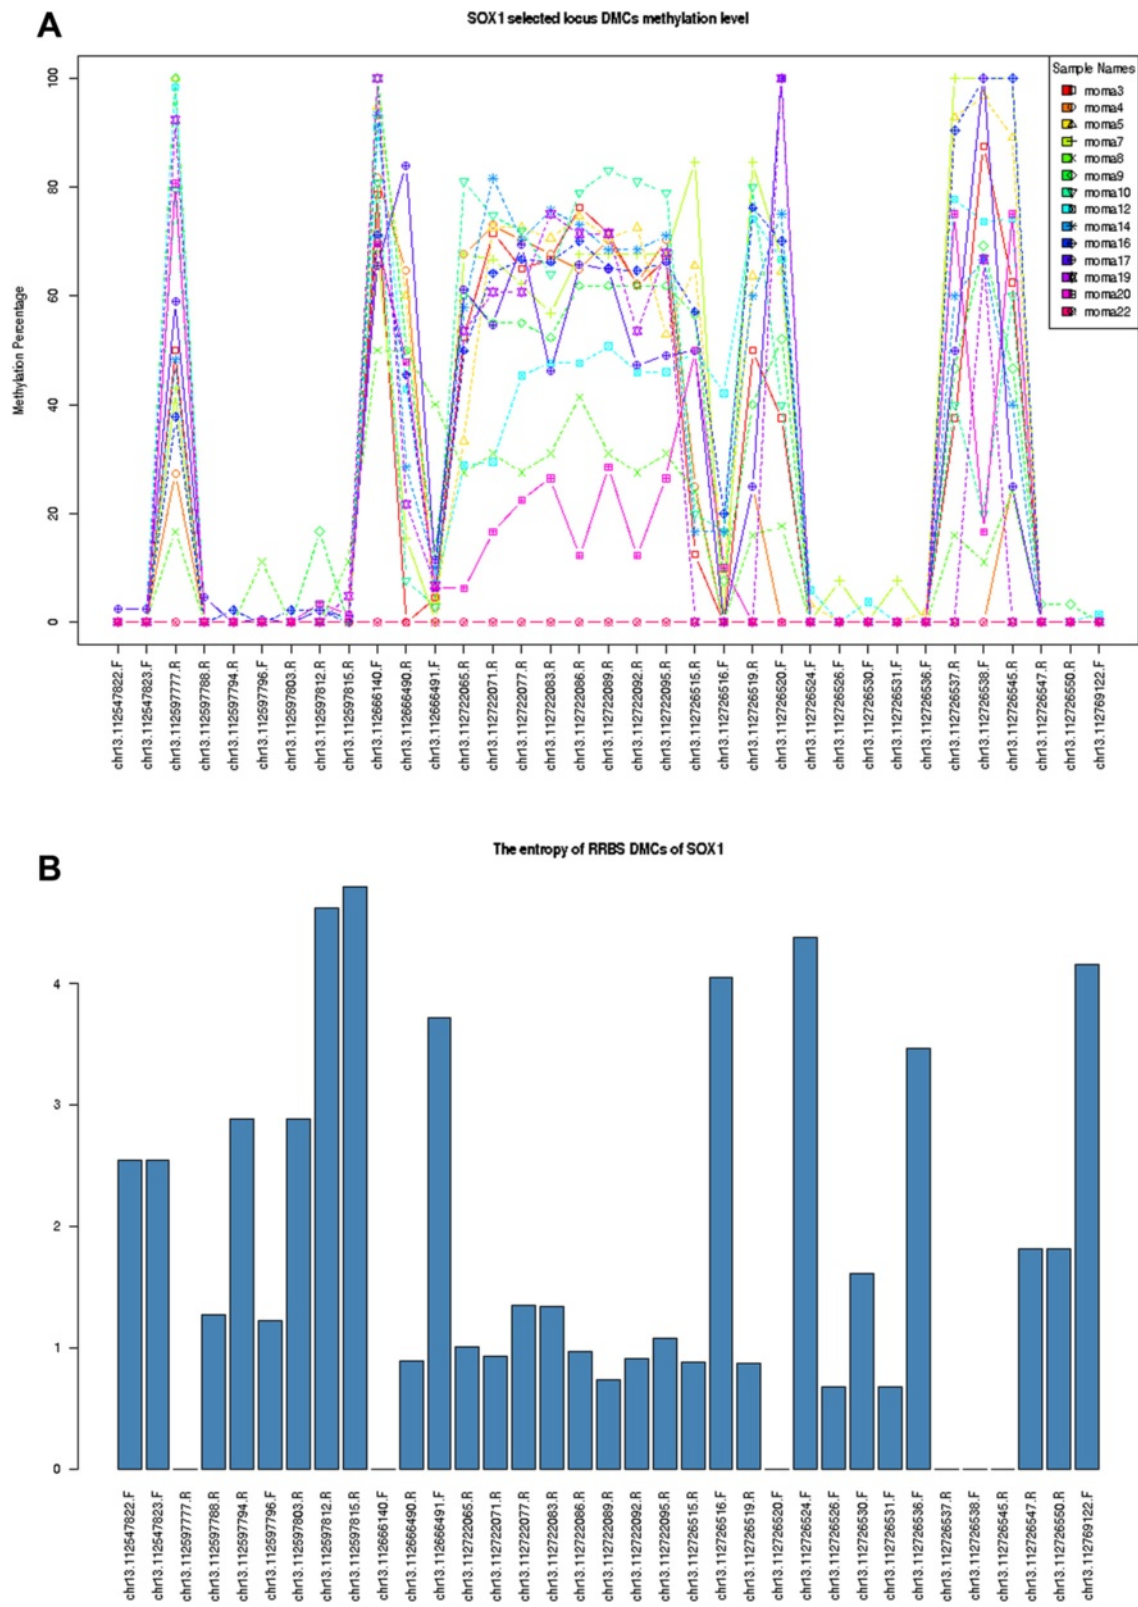 A
SOX1 selected locus DMCs methylation level
Methylation Percentage
100
80
60
40
20
0
Sample Names
moma3
moma4
moma5
moma7
moma8
moma9
moma10
moma12
moma14
moma16
moma17
moma19
moma20
moma22
chr13.112547822.F
chr13.112547823.F
chr13.112597777.R
chr13.112597788.R
chr13.112597794.R
chr13.112597796.F
chr13.112597803.R
chr13.112597812.R
chr13.112597815.R
chr13.112666140.F
chr13.112666490.R
chr13.112666491.F
chr13.112722065.R
chr13.112722071.R
chr13.112722077.R
chr13.112722083.R
chr13.112722086.R
chr13.112722089.R
chr13.112722092.R
chr13.112722095.R
chr13.112726515.R
chr13.112726516.F
chr13.112726519.R
chr13.112726520.F
chr13.112726524.F
chr13.112726526.F
chr13.112726530.F
chr13.112726531.F
chr13.112726536.F
chr13.112726537.R
chr13.112726538.F
chr13.112726545.R
chr13.112726547.R
chr13.112726550.R
chr13.112769122.F
B
The entropy of RRBS DMCs of SOX1
4
3
2
1
0
chr13.112547822.F
chr13.112547823.F
chr13.112597777.R
chr13.112597788.R
chr13.112597794.R
chr13.112597796.F
chr13.112597803.R
chr13.112597812.R
chr13.112597815.R
chr13.112666140.F
chr13.112666490.R
chr13.112666491.F
chr13.112722065.R
chr13.112722071.R
chr13.112722077.R
chr13.112722083.R
chr13.112722086.R
chr13.112722089.R
chr13.112722092.R
chr13.112722095.R
chr13.112726515.R
chr13.112726516.F
chr13.112726519.R
chr13.112726520.F
chr13.112726524.F
chr13.112726526.F
chr13.112726530.F
chr13.112726531.F
chr13.112726536.F
chr13.112726537.R
chr13.112726538.F
chr13.112726545.R
chr13.112726547.R
chr13.112726550.R
chr13.112769122.F